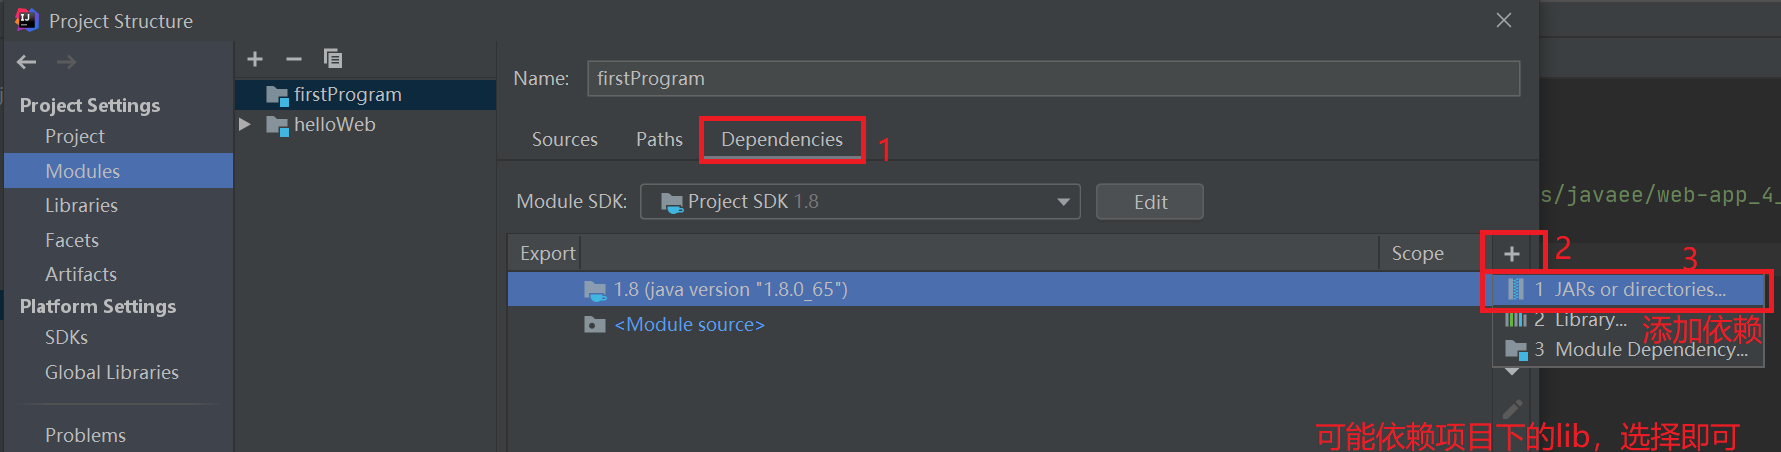 Project Structure
Project Settings
Project
Modules
Libraries
Facets
Artifacts
Platform Settings
SDKs
Global Libraries
Problems
firstProgram
helloWeb
Name: firstProgram
Sources Paths Dependencies 1
Module SDK: Project SDK 1.8 Edit
Export Scope + 2
3
1.8 (java version "1.8.0_65")
<Module source>
1 JARs or directories...
2 Library...
添加依赖
3 Module Dependency...
s/javaee/web-app_4_
可能依赖项目下的lib，选择即可